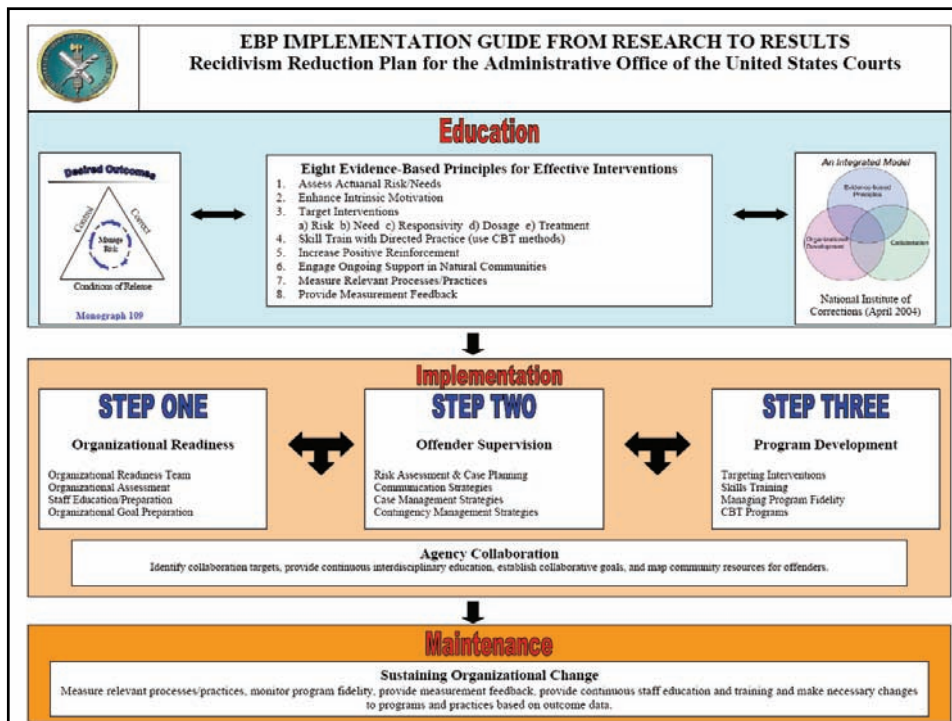 EBP IMPLEMENTATION GUIDE FROM RESEARCH TO RESULTS
Recidivism Reduction Plan for the Administrative Office of the United States Courts
Education
Desired Outcomes
Control
Correct
Manage
Risk
Conditions of Release
Monograph 109
Eight Evidence-Based Principles for Effective Interventions
1. Assess Actuarial Risk/Needs
2. Enhance Intrinsic Motivation
3. Target Interventions
a) Risk b) Need c) Responsivity d) Dosage e) Treatment
4. Skill Train with Directed Practice (use CBT methods)
5. Increase Positive Reinforcement
6. Engage Ongoing Support in Natural Communities
7. Measure Relevant Processes/Practices
8. Provide Measurement Feedback
An Integrated Model
Evidence-based
Principles
Organizational
Development
Collaboration
National Institute of
Corrections (April 2004)
Implementation
STEP ONE
Organizational Readiness
Organizational Readiness Team
Organizational Assessment
Staff Education/Preparation
Organizational Goal Preparation
STEP TWO
Offender Supervision
Risk Assessment & Case Planning
Communication Strategies
Case Management Strategies
Contingency Management Strategies
STEP THREE
Program Development
Targeting Interventions
Skills Training
Managing Program Fidelity
CBT Programs
Agency Collaboration
Identify collaboration targets, provide continuous interdisciplinary education, establish collaborative goals, and map community resources for offenders.
Maintenance
Sustaining Organizational Change
Measure relevant processes/practices, monitor program fidelity, provide measurement feedback, provide continuous staff education and training and make necessary changes
to programs and practices based on outcome data.